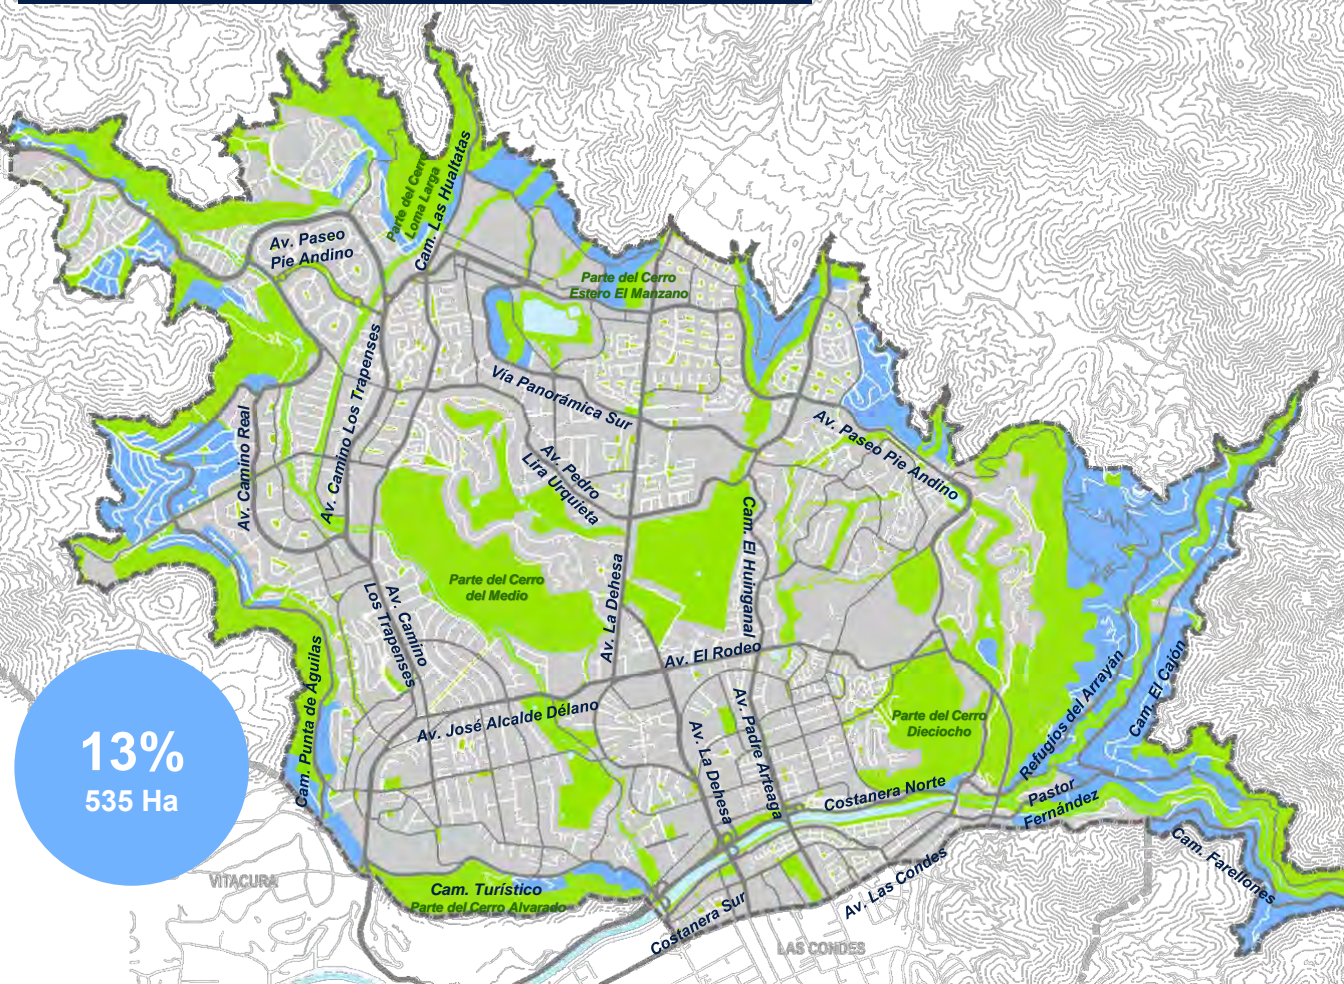 Parte del Cerro
Loma Larga
Cam. Las Hualtatas
Av. Paseo
Pie Andino
Parte del Cerro
Estero El Manzano
Av. Camino Los Trapenses
Vía Panorámica Sur
Av. Camino Real
Av. Pedro
Lira Urquieta
Av. Paseo Pie Andino
Cam. El Huinganal
Parte del Cerro
del Medio
Av. La Dehesa
Av. Camino
Los Trapenses
Av. El Rodeo
Cam. Punta de Aguilas
Av. José Alcalde Délano
Av. La Dehesa
Av. Padre Arteaga
Parte del Cerro
Dieciocho
Refugios del Arrayán
Cam. El Cajón
13%
535 Ha
Costanera Norte
Pastor
Fernández
Cam. Farellones
VITACURA
Cam. Turístico
Parte del Cerro Alvarado
Av. Las Condes
Costanera Sur
LAS CONDES